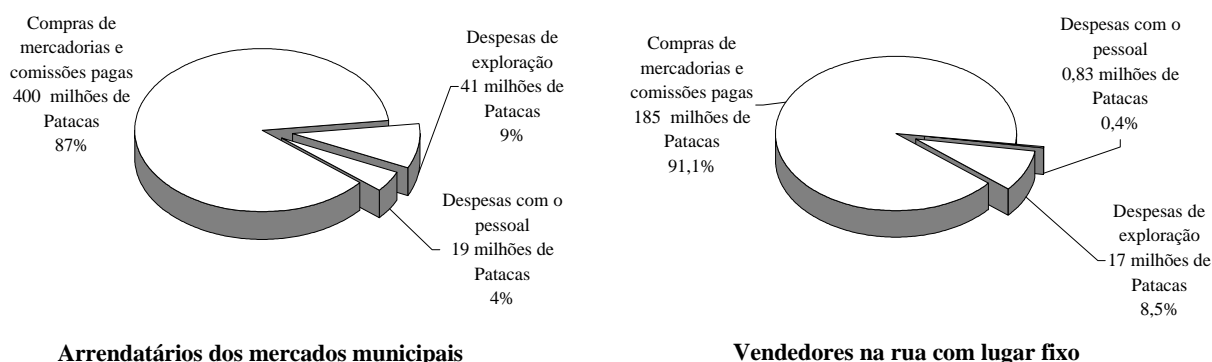 Compras de
mercadorias e
comissões pagas
400 milhões de
Patacas
87%
Despesas de
exploração
41 milhões de
Patacas
9%
Despesas com o
pessoal
19 milhões de
Patacas
4%
Arrendatários dos mercados municipais
Compras de
mercadorias e
comissões pagas
185 milhões de
Patacas
91,1%
Despesas com o
pessoal
0,83 milhões de
Patacas
0,4%
Despesas de
exploração
17 milhões de
Patacas
8,5%
Vendedores na rua com lugar fixo